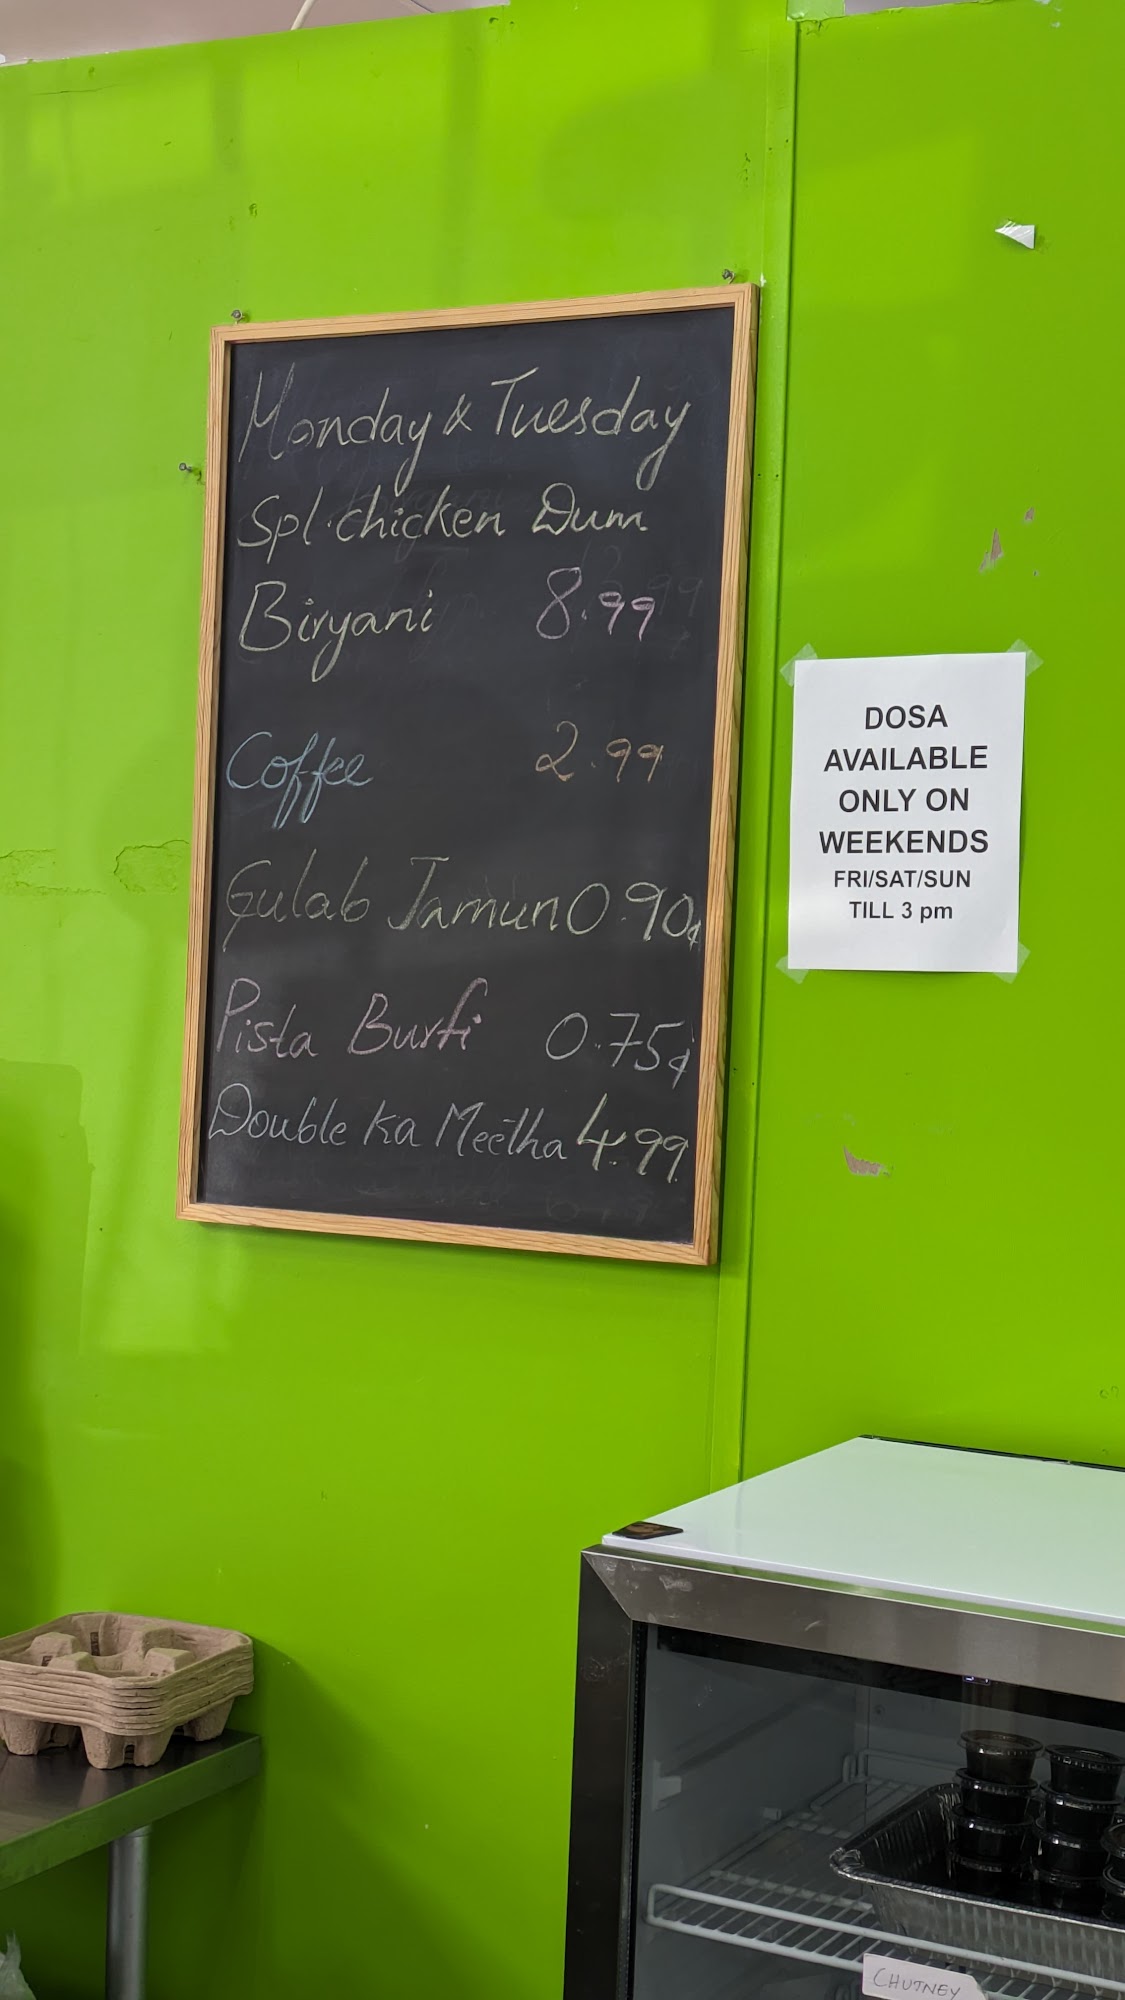 Monday & Tuesday
Spl. chicken Dum
Biryani 8.99
Coffee 2.99
Gulab Jamun 0.90¢
Pista Burfi 0.75¢
Double Ka Meetha 4.99
DOSA
AVAILABLE
ONLY ON
WEEKENDS
FRI/SAT/SUN
TILL 3 pm
CHUTNEY